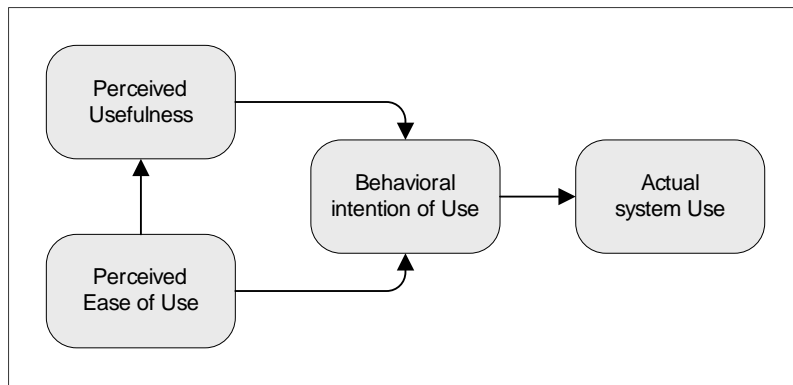 Perceived
Usefulness
Behavioral
intention of Use
Actual
system Use
Perceived
Ease of Use